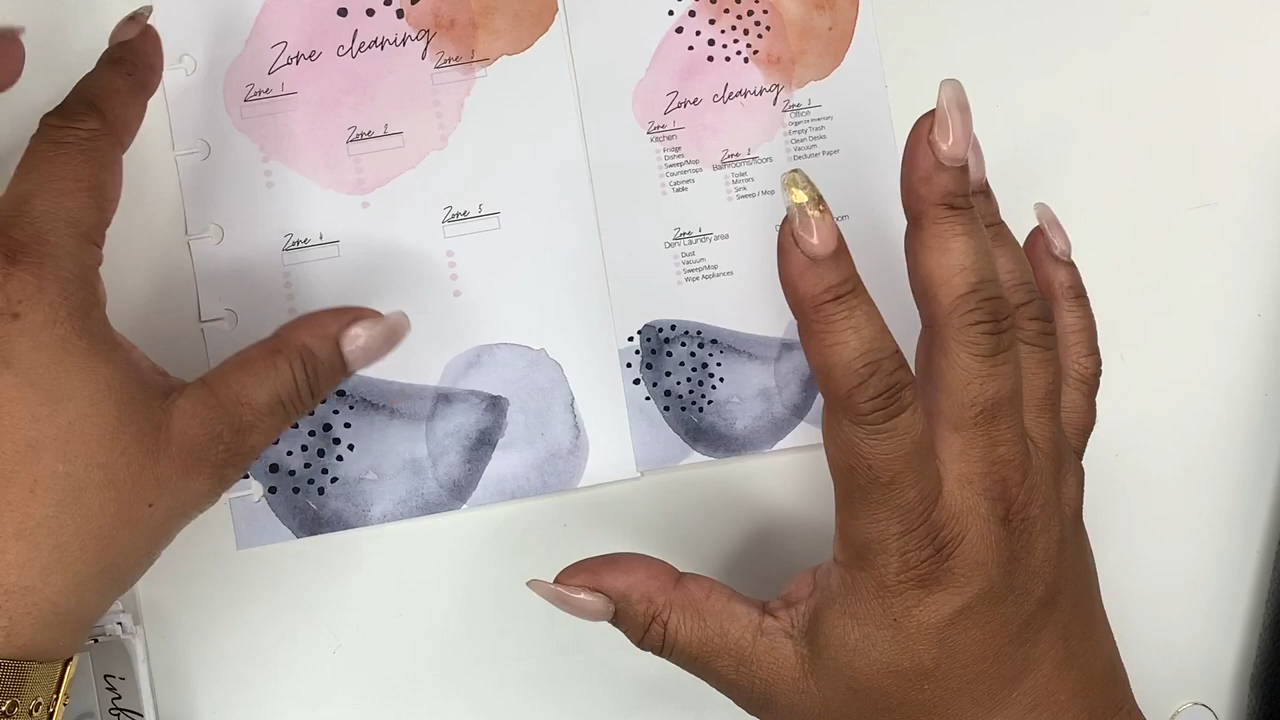 Zone cleaning
Zone 1
Zone 2
Zone 3
Zone 4
Zone 5
Zone cleaning
Zone 1
Kitchen
Fridge
Dishes
Sweep/Mop
Countertops
Cabinets
Table
Zone 2
Bathrooms/floors
Toilet
Mirrors
Sink
Sweep / Mop
Zone 3
Office
Organize Inventory
Empty Trash
Clean Desks
Vacuum
Declutter Paper
Zone 4
Den/ Laundry area
Dust
Vacuum
Sweep/Mop
Wipe Appliances